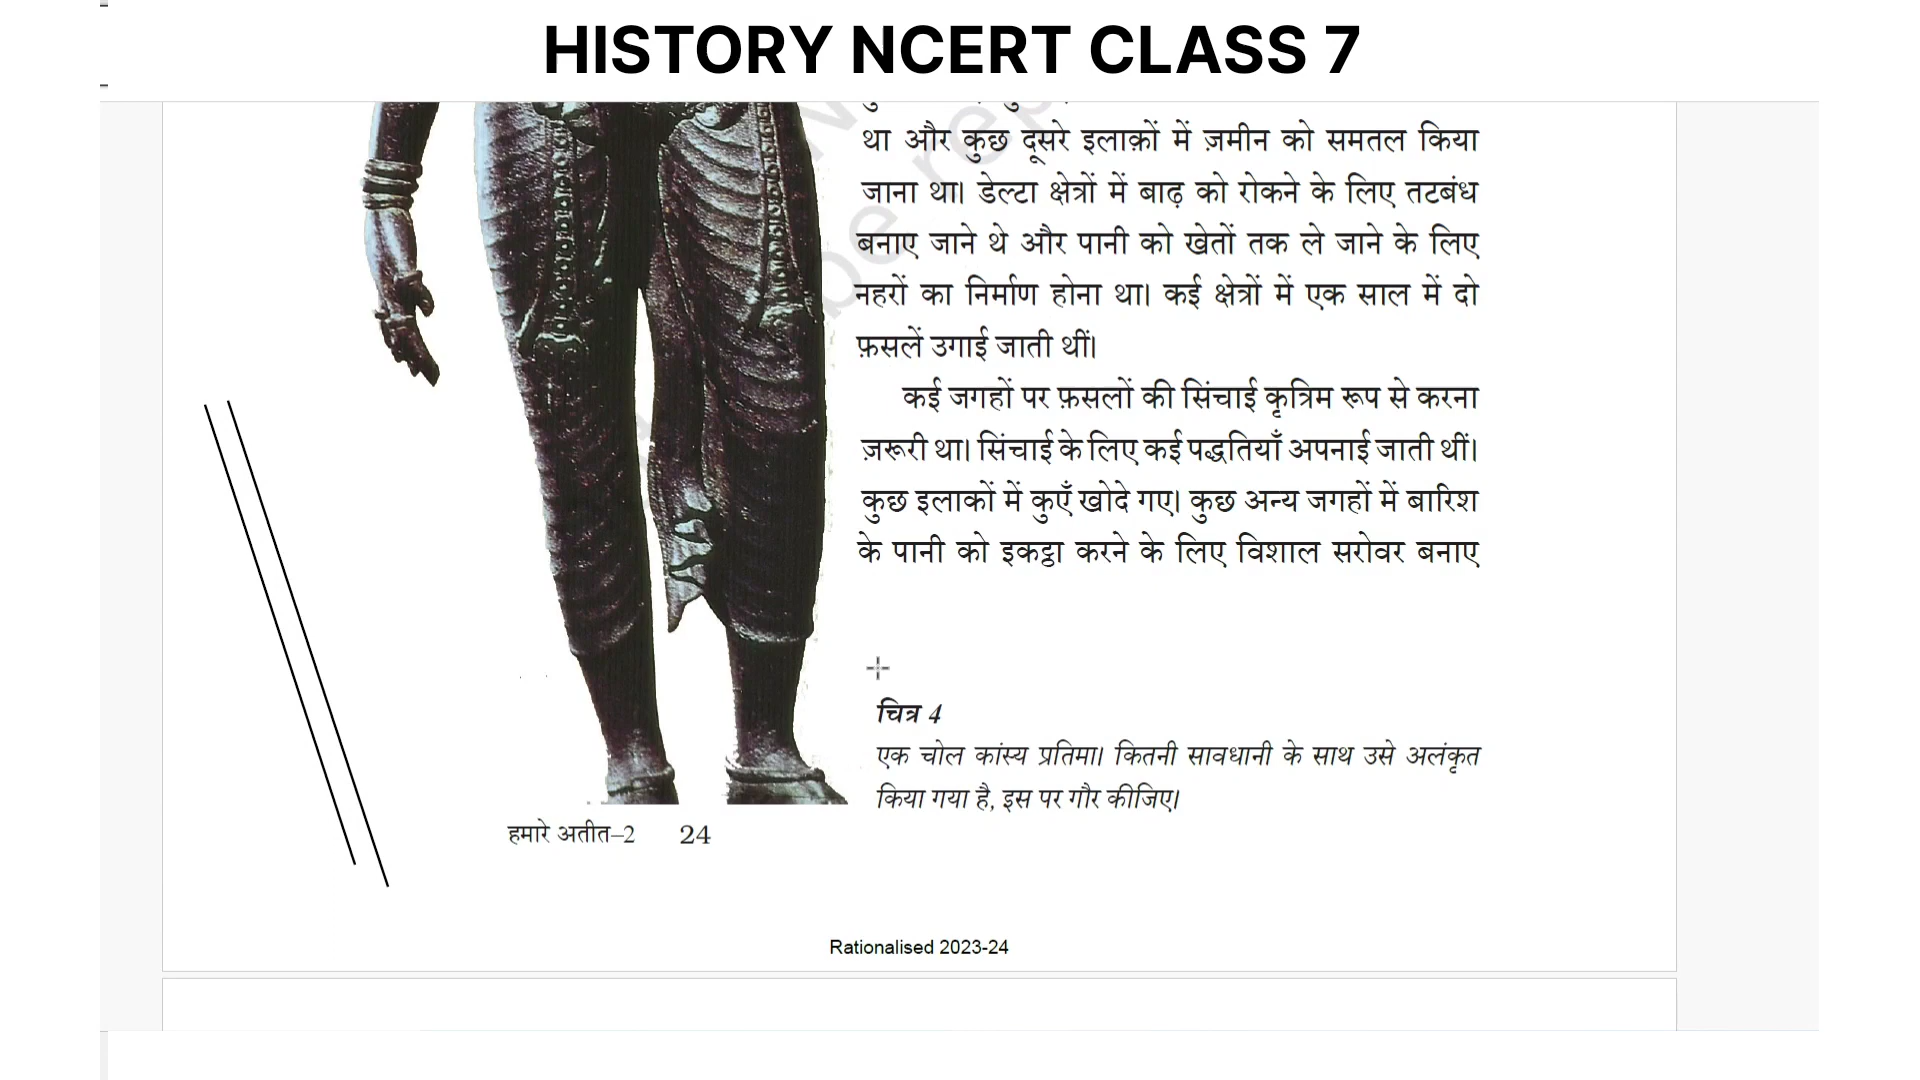 HISTORY NCERT CLASS 7
था और कुछ दूसरे इलाक़ों में ज़मीन को समतल किया
जाना था। डेल्टा क्षेत्रों में बाढ़ को रोकने के लिए तटबंध
बनाए जाने थे और पानी को खेतों तक ले जाने के लिए
नहरों का निर्माण होना था। कई क्षेत्रों में एक साल में दो
फ़सलें उगाई जाती थीं।
कई जगहों पर फ़सलों की सिंचाई कृत्रिम रूप से करना
ज़रूरी था। सिंचाई के लिए कई पद्धतियाँ अपनाई जाती थीं।
कुछ इलाकों में कुएँ खोदे गए। कुछ अन्य जगहों में बारिश
के पानी को इकट्ठा करने के लिए विशाल सरोवर बनाए
चित्र 4
एक चोल कांस्य प्रतिमा। कितनी सावधानी के साथ उसे अलंकृत
किया गया है, इस पर गौर कीजिए।
हमारे अतीत–2 24
Rationalised 2023-24